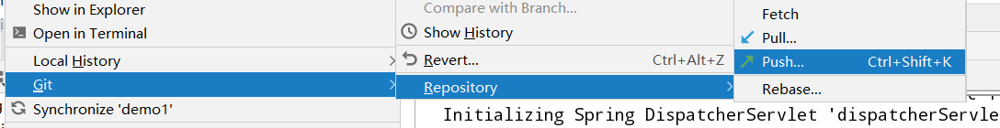 Show in Explorer
Open in Terminal
Local History
Git
Synchronize 'demo1'
Compare with Branch...
Show History
Revert... Ctrl+Alt+Z
Repository
Fetch
Pull...
Push... Ctrl+Shift+K
Rebase...
Initializing Spring DispatcherServlet 'dispatcherServle